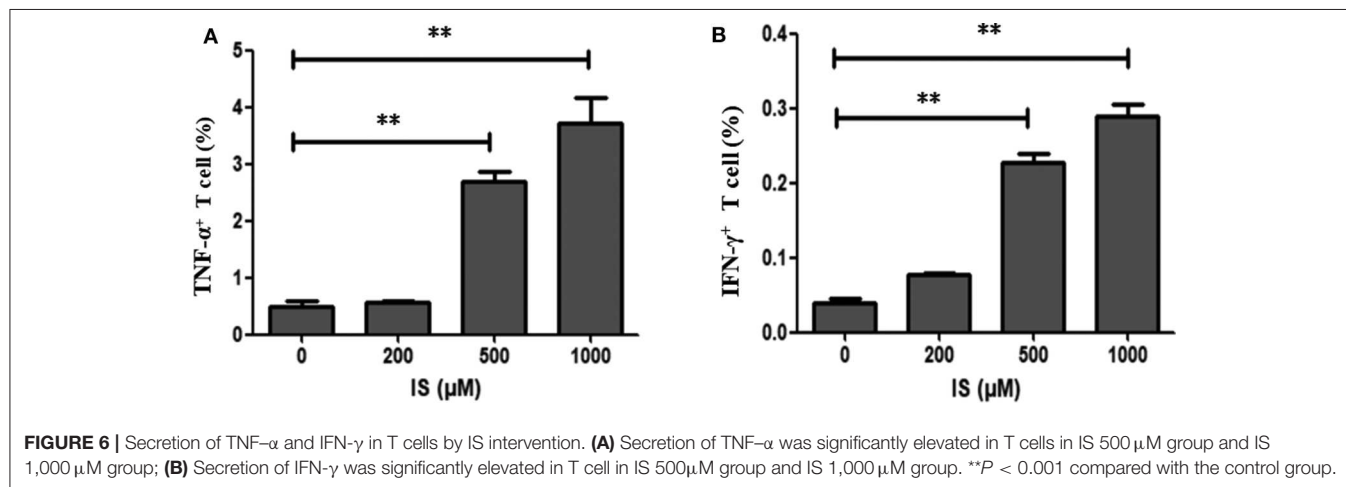 A
**
**
TNF-α⁺ T cell (%)
5
4
3
2
1
0
0 200 500 1000
IS (µM)
B
**
**
IFN-γ⁺ T cell (%)
0.4
0.3
0.2
0.1
0.0
0 200 500 1000
IS (µM)
FIGURE 6 | Secretion of TNF–α and IFN-γ in T cells by IS intervention. (A) Secretion of TNF–α was significantly elevated in T cells in IS 500 µM group and IS
1,000 µM group; (B) Secretion of IFN-γ was significantly elevated in T cell in IS 500µM group and IS 1,000 µM group. **P < 0.001 compared with the control group.